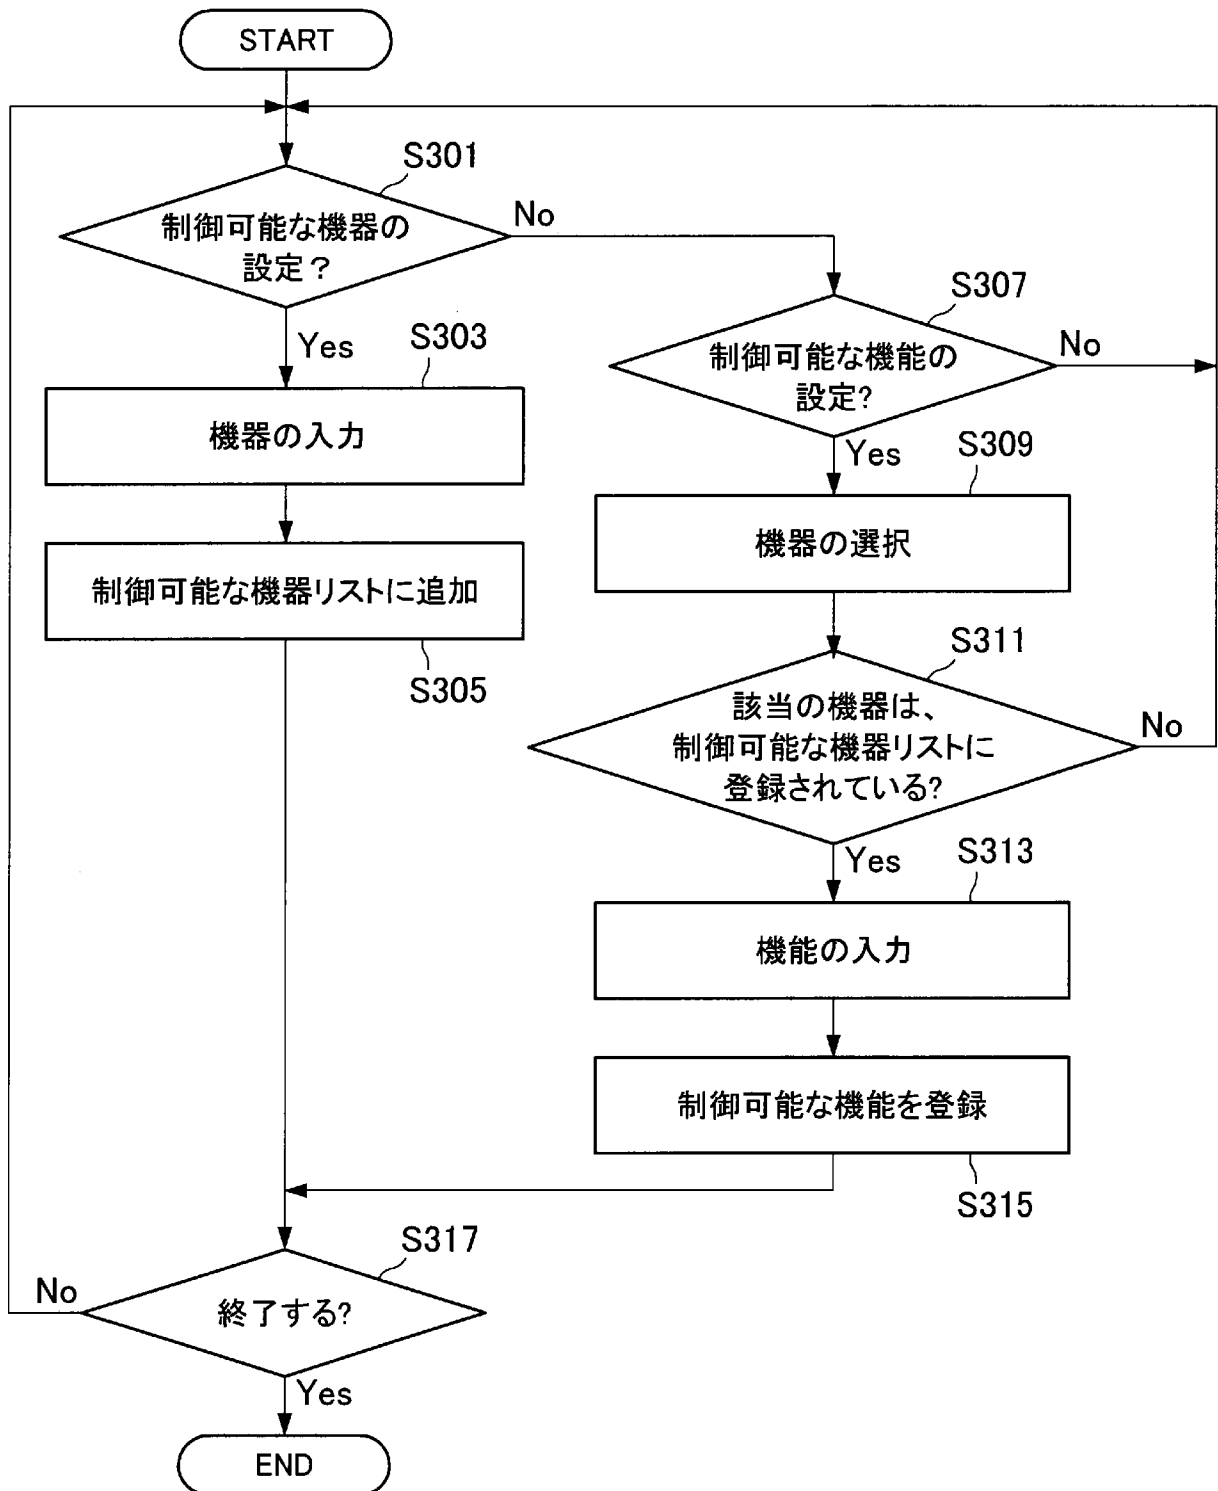 START
S301
制御可能な機器の
設定？
No
Yes
S303
機器の入力
制御可能な機器リストに追加
S305
S307
制御可能な機能の
設定?
No
Yes
S309
機器の選択
S311
該当の機器は、
制御可能な機器リストに
登録されている?
No
Yes
S313
機能の入力
制御可能な機能を登録
S315
S317
終了する?
No
Yes
END